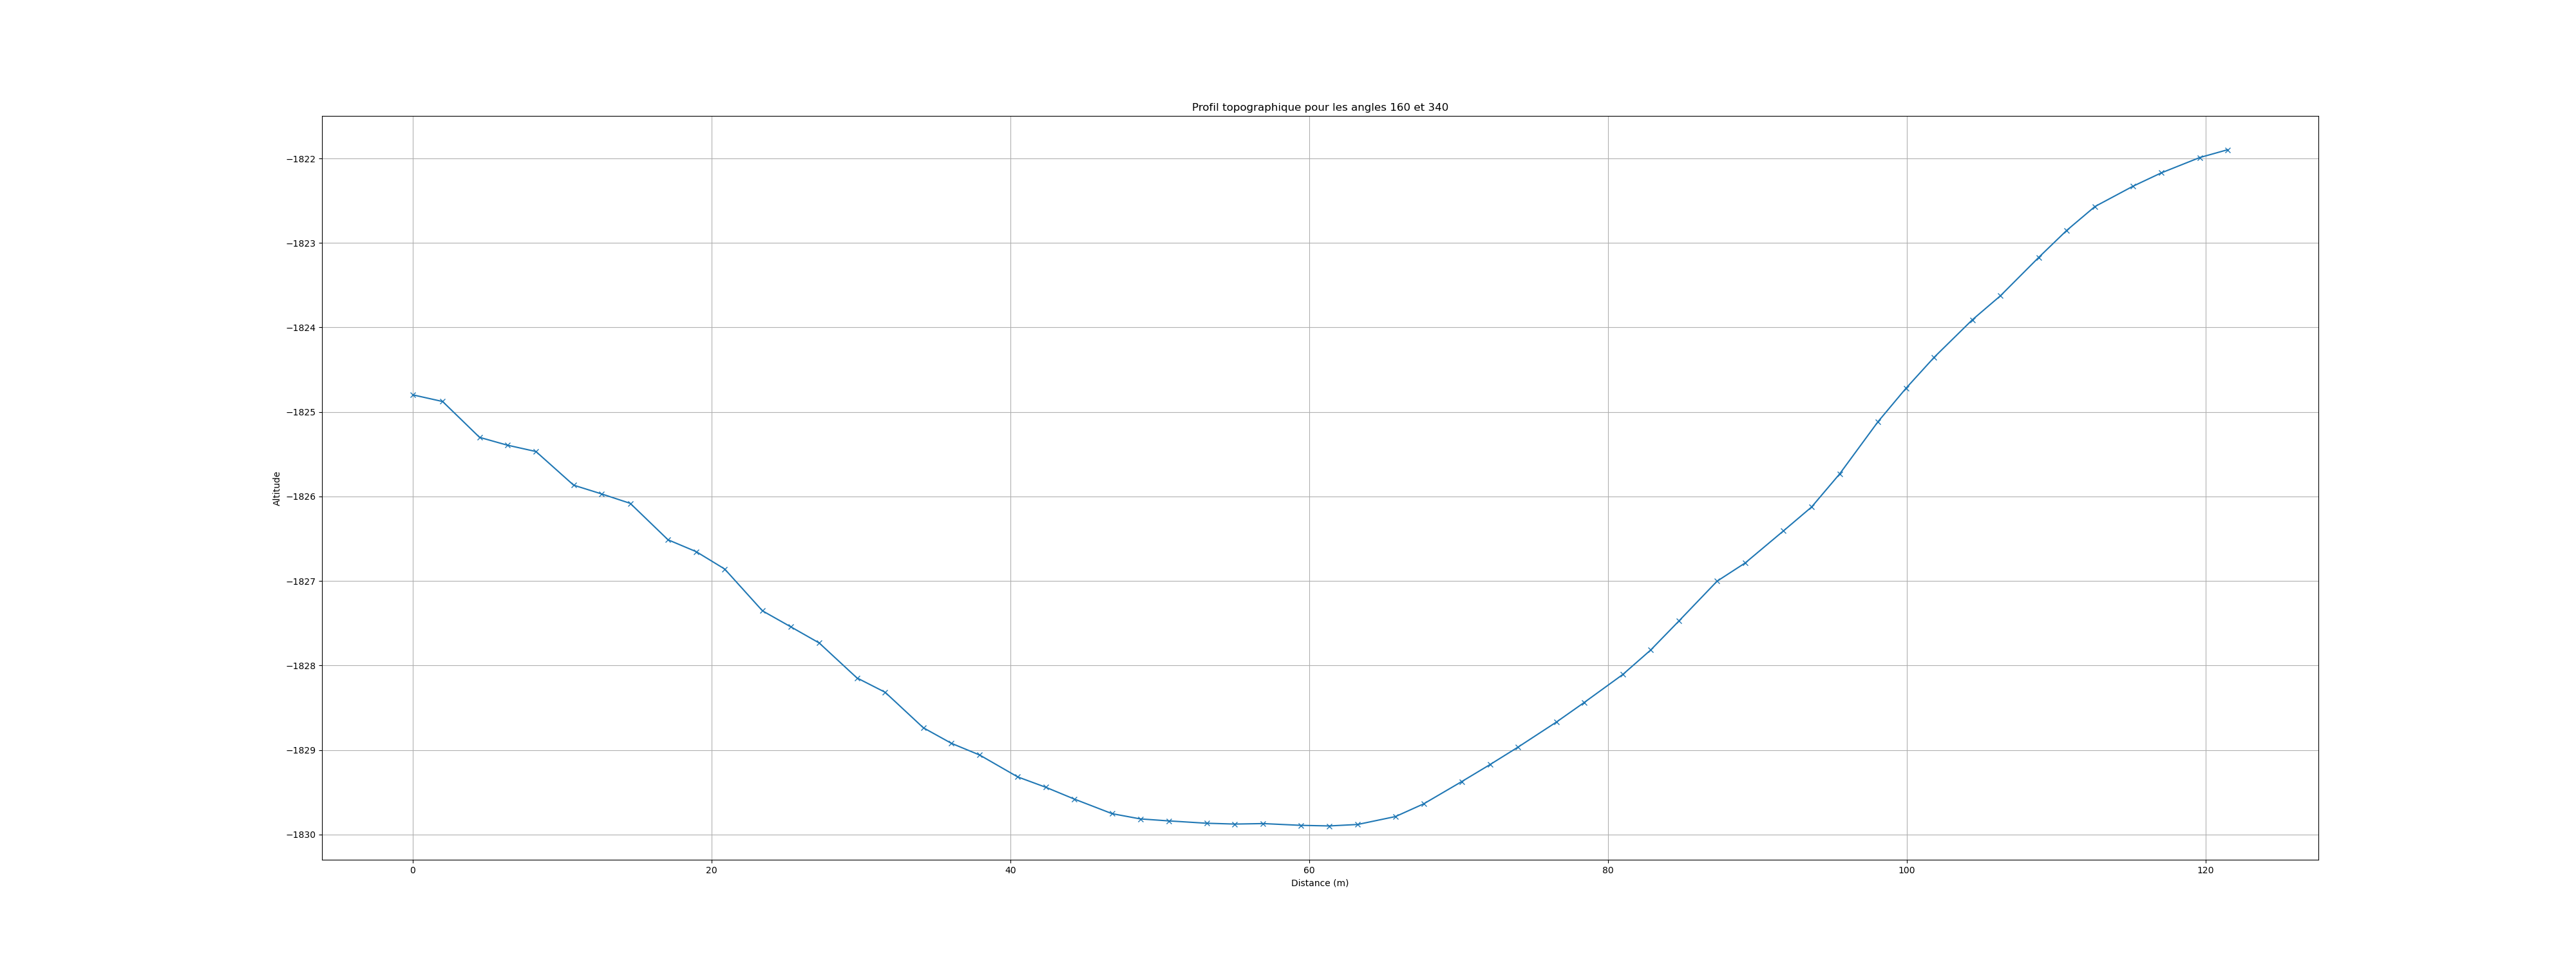 Profil topographique pour les angles 160 et 340
−1822
−1823
−1824
−1825
−1826
−1827
−1828
−1829
−1830
Altitude
0 20 40 60 80 100 120
Distance (m)